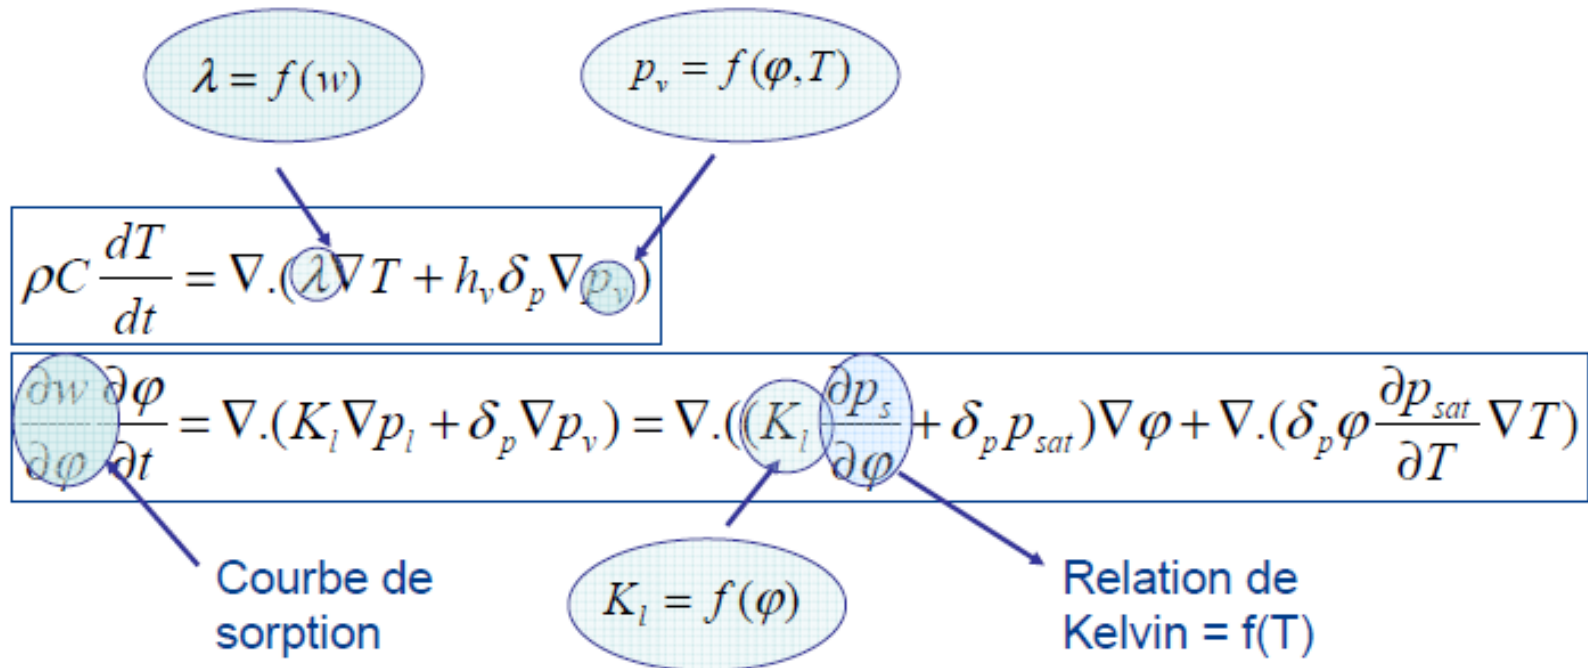 λ = f(w)
p_v = f(φ,T)
ρC dT/dt = ∇.(λ∇T + h_v δ_p ∇p_v)
∂w/∂φ ∂φ/∂t = ∇.(K_l ∇p_l + δ_p ∇p_v) = ∇.((K_l ∂p_s/∂φ + δ_p p_sat)∇φ + ∇.(δ_p φ ∂p_sat/∂T ∇T)
Courbe de
sorption
K_l = f(φ)
Relation de
Kelvin = f(T)